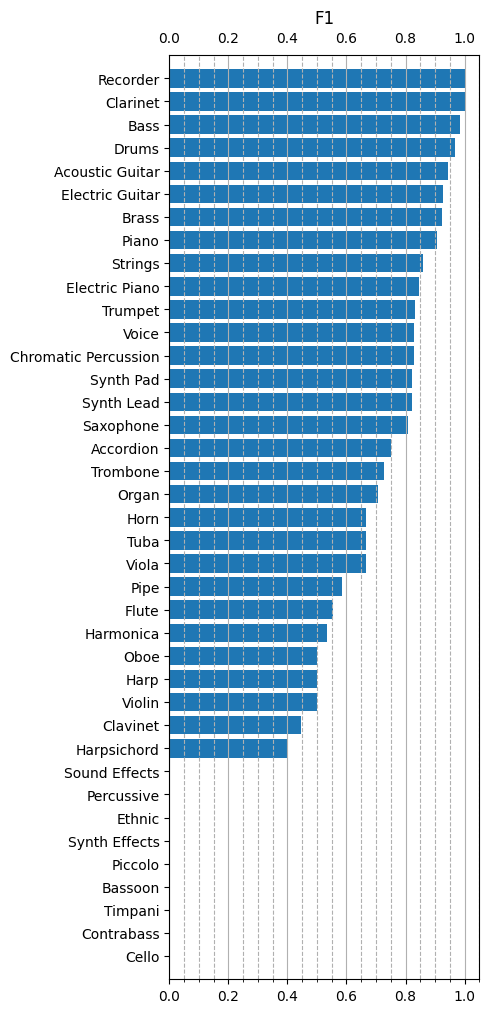 F1
0.0 0.2 0.4 0.6 0.8 1.0
Recorder
Clarinet
Bass
Drums
Acoustic Guitar
Electric Guitar
Brass
Piano
Strings
Electric Piano
Trumpet
Voice
Chromatic Percussion
Synth Pad
Synth Lead
Saxophone
Accordion
Trombone
Organ
Horn
Tuba
Viola
Pipe
Flute
Harmonica
Oboe
Harp
Violin
Clavinet
Harpsichord
Sound Effects
Percussive
Ethnic
Synth Effects
Piccolo
Bassoon
Timpani
Contrabass
Cello
0.0 0.2 0.4 0.6 0.8 1.0